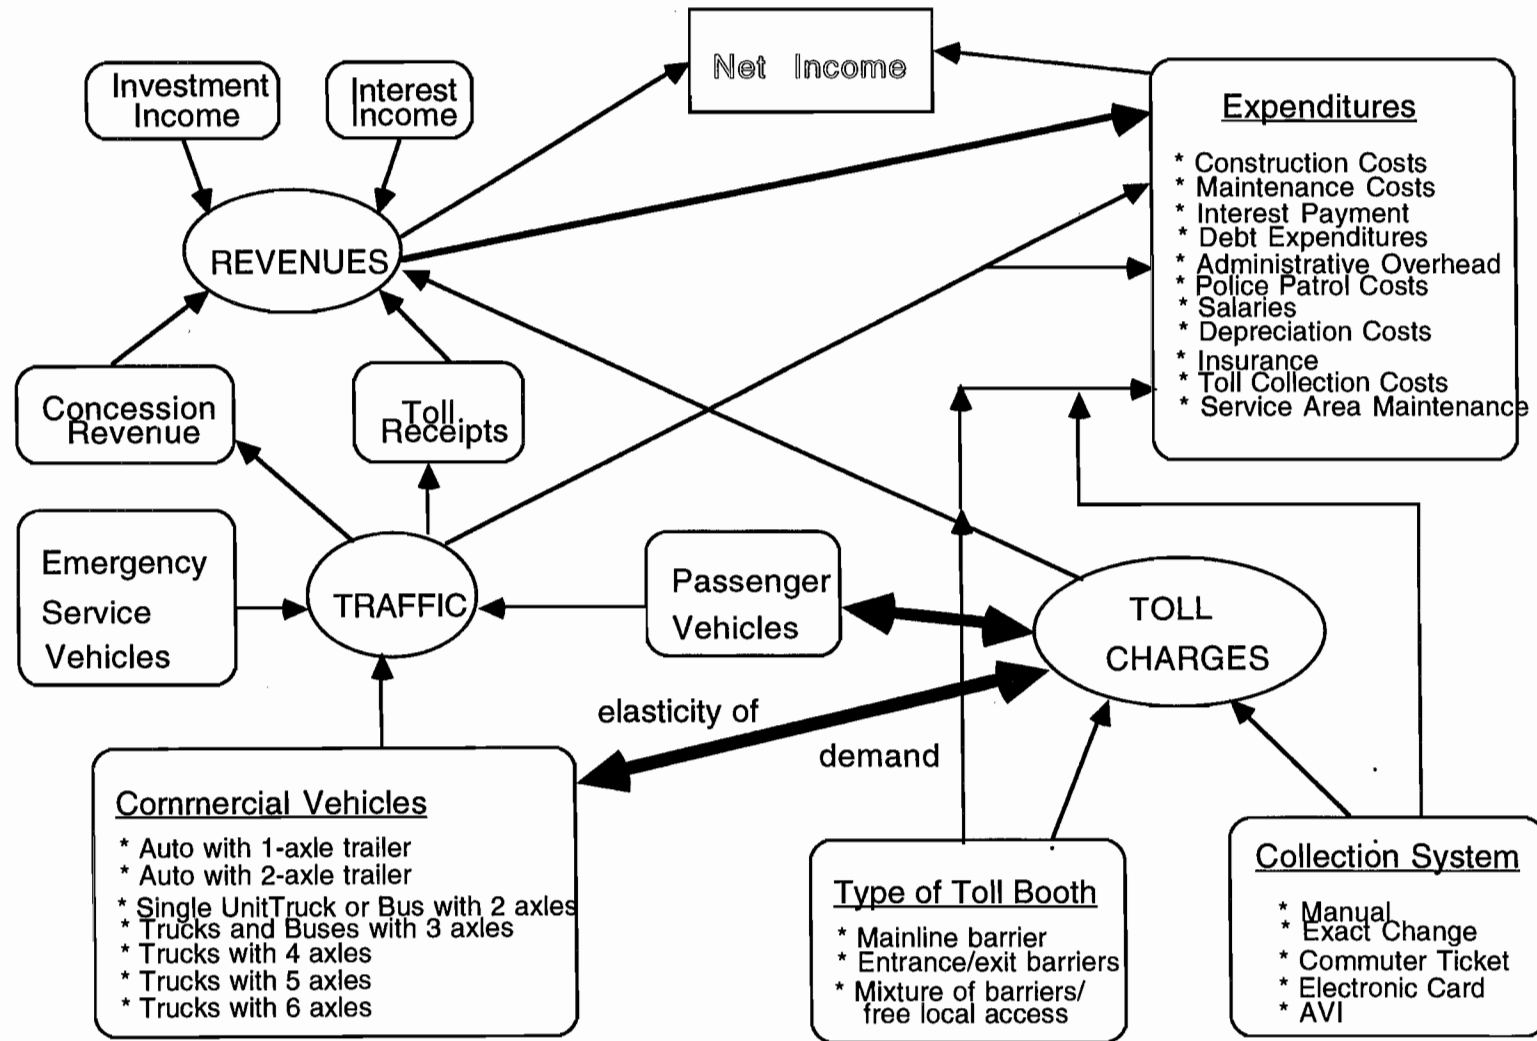 Net Income
Investment
Income
Interest
Income
Expenditures
* Construction Costs
* Maintenance Costs
* Interest Payment
* Debt Expenditures
* Administrative Overhead
* Police Patrol Costs
* Salaries
* Depreciation Costs
* Insurance
* Toll Collection Costs
* Service Area Maintenance
REVENUES
Concession
Revenue
Toll
Receipts
Emergency
Service
Vehicles
TRAFFIC
Passenger
Vehicles
TOLL
CHARGES
elasticity of
demand
Commercial Vehicles
* Auto with 1-axle trailer
* Auto with 2-axle trailer
* Single UnitTruck or Bus with 2 axles
* Trucks and Buses with 3 axles
* Trucks with 4 axles
* Trucks with 5 axles
* Trucks with 6 axles
Type of Toll Booth
* Mainline barrier
* Entrance/exit barriers
* Mixture of barriers/
free local access
Collection System
* Manual
* Exact Change
* Commuter Ticket
* Electronic Card
* AVI